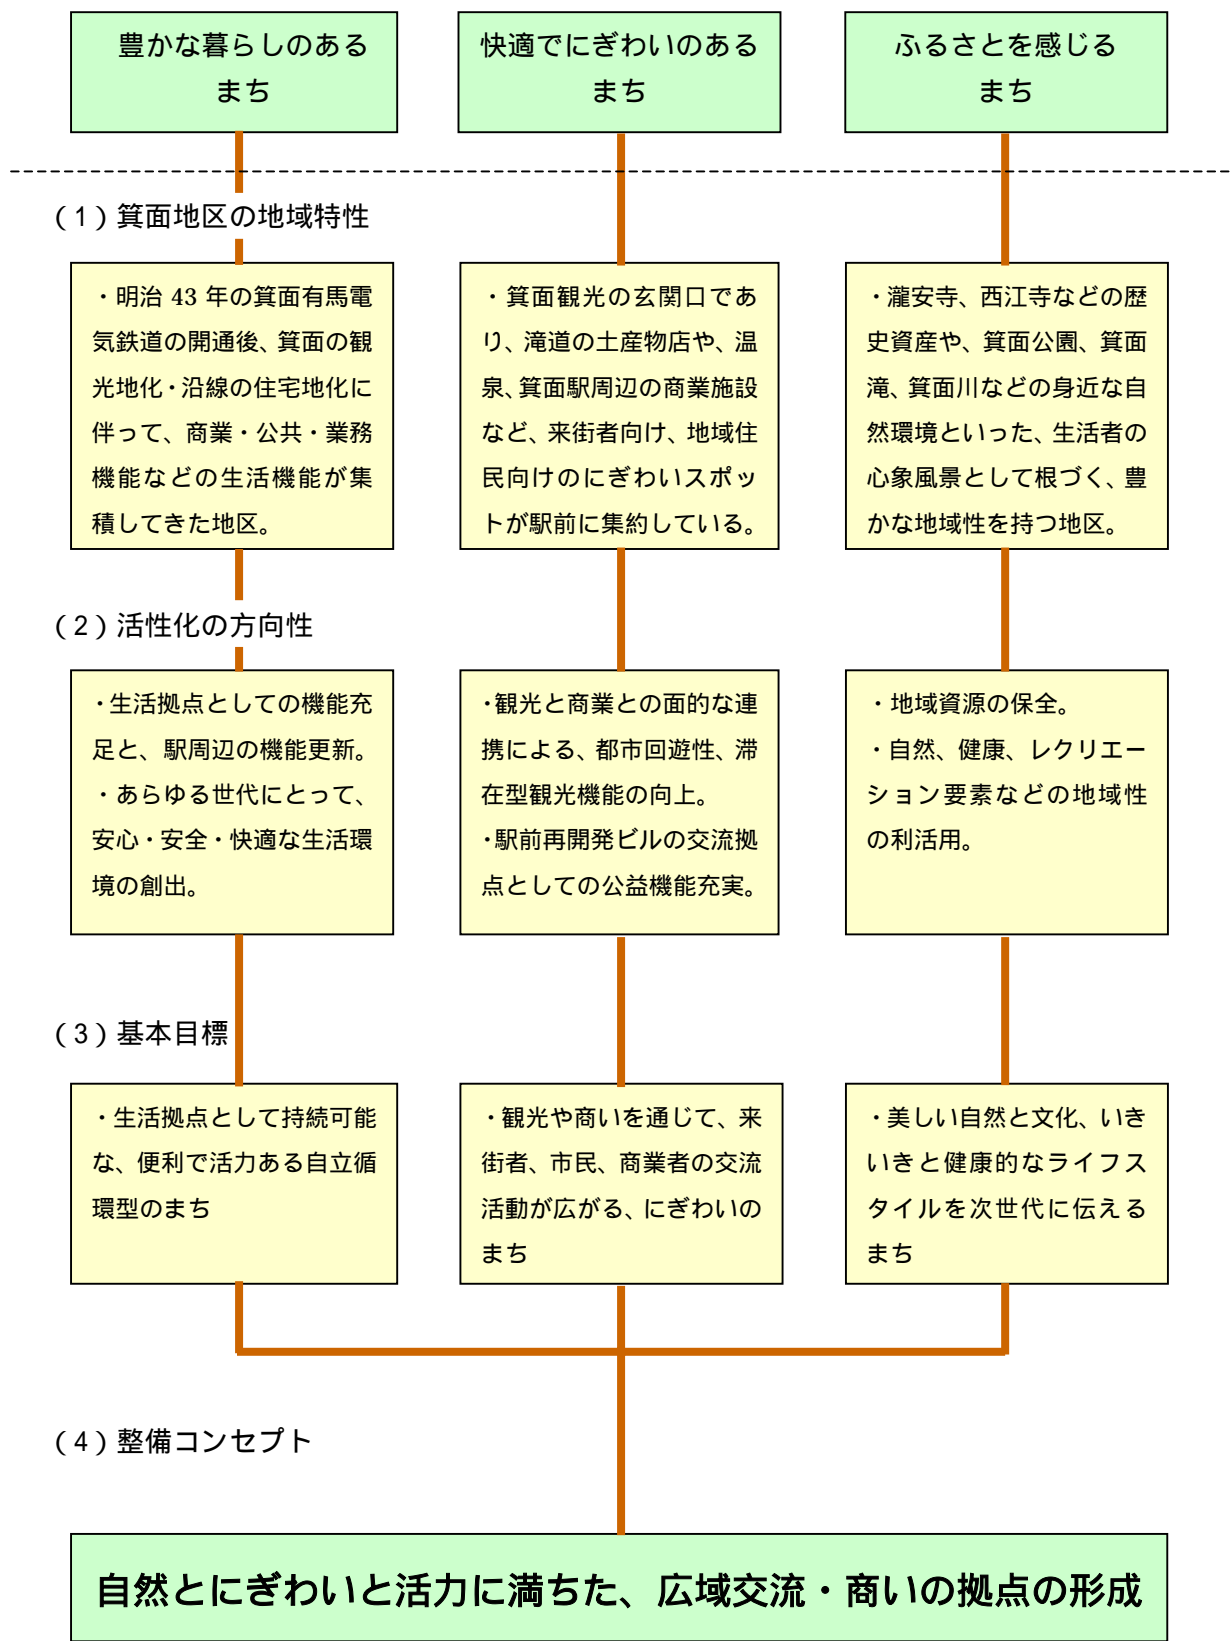 豊かな暮らしのある
まち
快適でにぎわいのある
まち
ふるさとを感じる
まち
（1）箕面地区の地域特性
・明治 43 年の箕面有馬電
気鉄道の開通後、箕面の観
光地化・沿線の住宅地化に
伴って、商業・公共・業務
機能などの生活機能が集
積してきた地区。
・箕面観光の玄関口であ
り、滝道の土産物店や、温
泉、箕面駅周辺の商業施設
など、来街者向け、地域住
民向けのにぎわいスポッ
トが駅前に集約している。
・瀧安寺、西江寺などの歴
史資産や、箕面公園、箕面
滝、箕面川などの身近な自
然環境といった、生活者の
心象風景として根づく、豊
かな地域性を持つ地区。
（2）活性化の方向性
・生活拠点としての機能充
足と、駅周辺の機能更新。
・あらゆる世代にとって、
安心・安全・快適な生活環
境の創出。
・観光と商業との面的な連
携による、都市回遊性、滞
在型観光機能の向上。
・駅前再開発ビルの交流拠
点としての公益機能充実。
・地域資源の保全。
・自然、健康、レクリエー
ション要素などの地域性
の利活用。
（3）基本目標
・生活拠点として持続可能
な、便利で活力ある自立循
環型のまち
・観光や商いを通じて、来
街者、市民、商業者の交流
活動が広がる、にぎわいの
まち
・美しい自然と文化、いき
いきと健康的なライフス
タイルを次世代に伝える
まち
（4）整備コンセプト
自然とにぎわいと活力に満ちた、広域交流・商いの拠点の形成